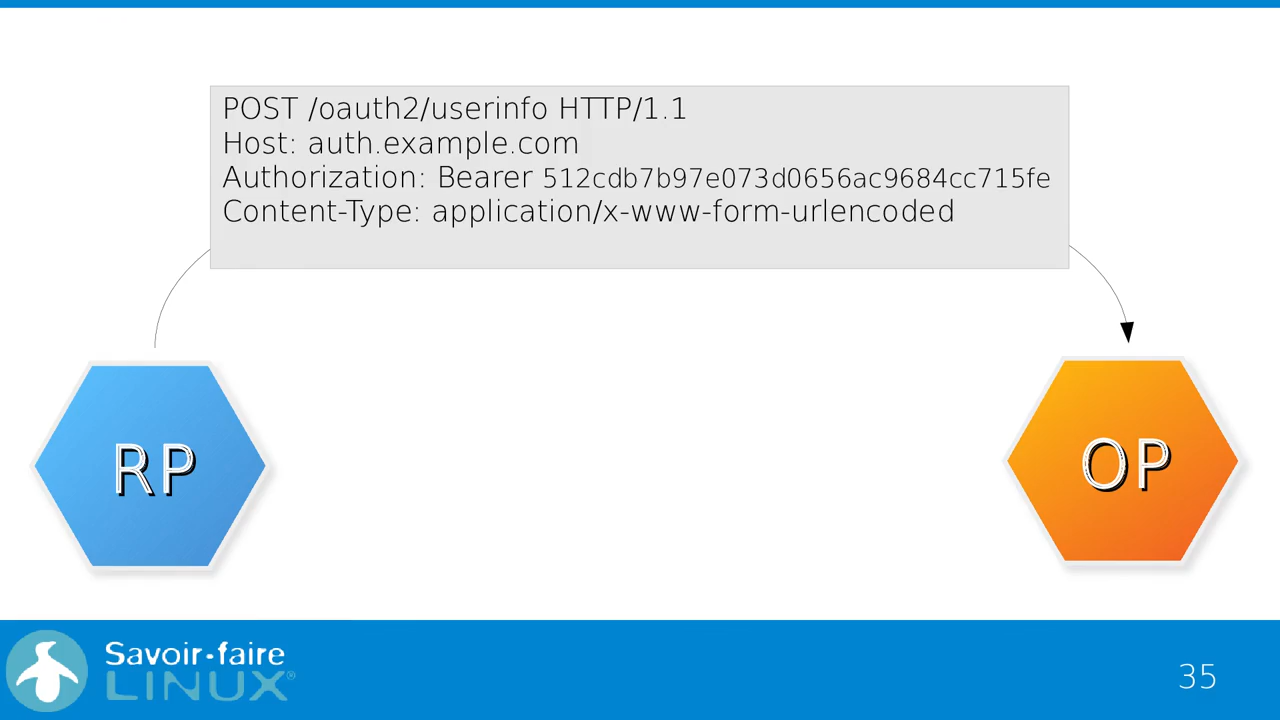 POST /oauth2/userinfo HTTP/1.1
Host: auth.example.com
Authorization: Bearer 512cdb7b97e073d0656ac9684cc715fe
Content-Type: application/x-www-form-urlencoded
RP
OP
Savoir-faire
LINUX®
35